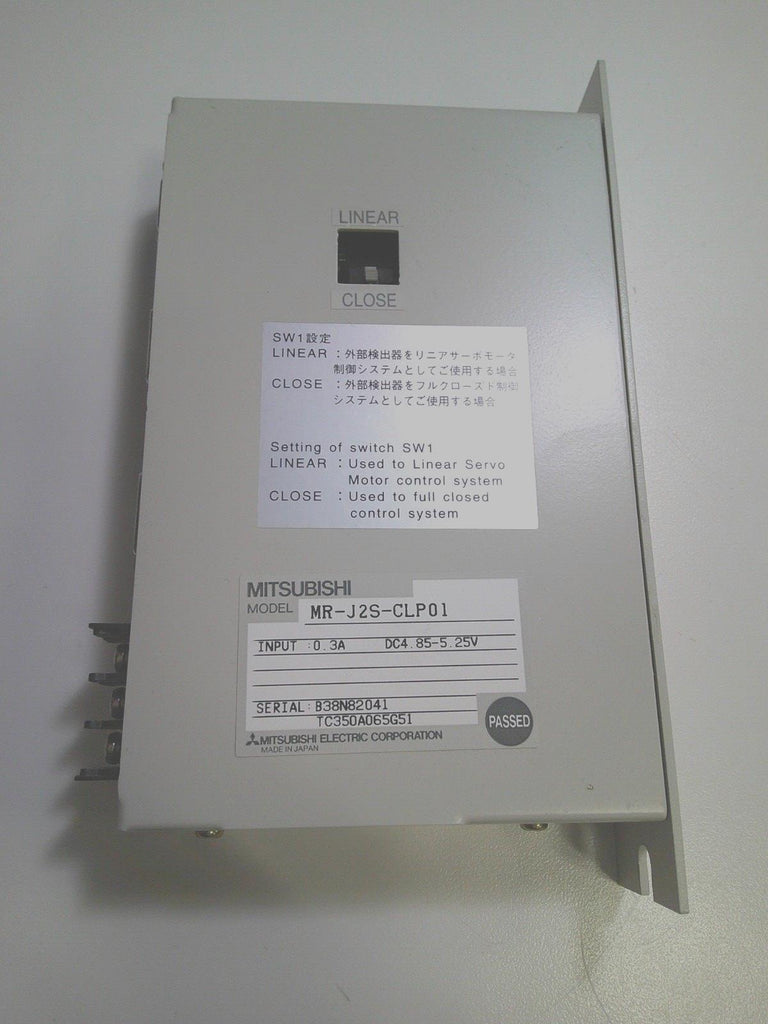 LINEAR
CLOSE
SW1設定
LINEAR :外部検出器をリニアサーボモータ
制御システムとしてご使用する場合
CLOSE :外部検出器をフルクローズド制御
システムとしてご使用する場合
Setting of switch SW1
LINEAR : Used to Linear Servo
Motor control system
CLOSE : Used to full closed
control system
MITSUBISHI
MODEL MR-J2S-CLP01
INPUT :0.3A DC4.85-5.25V
SERIAL:B38N82041
TC350A065G51
PASSED
MITSUBISHI ELECTRIC CORPORATION
MADE IN JAPAN